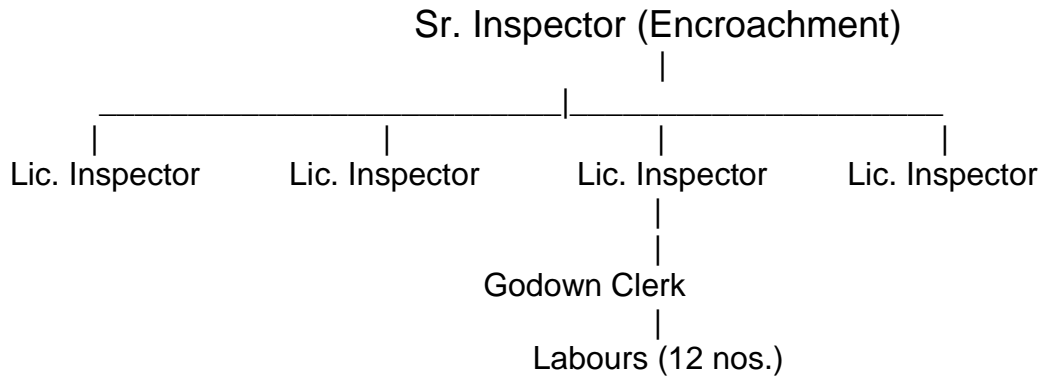 Sr. Inspector (Encroachment)
Lic. Inspector Lic. Inspector Lic. Inspector Lic. Inspector
Godown Clerk
Labours (12 nos.)